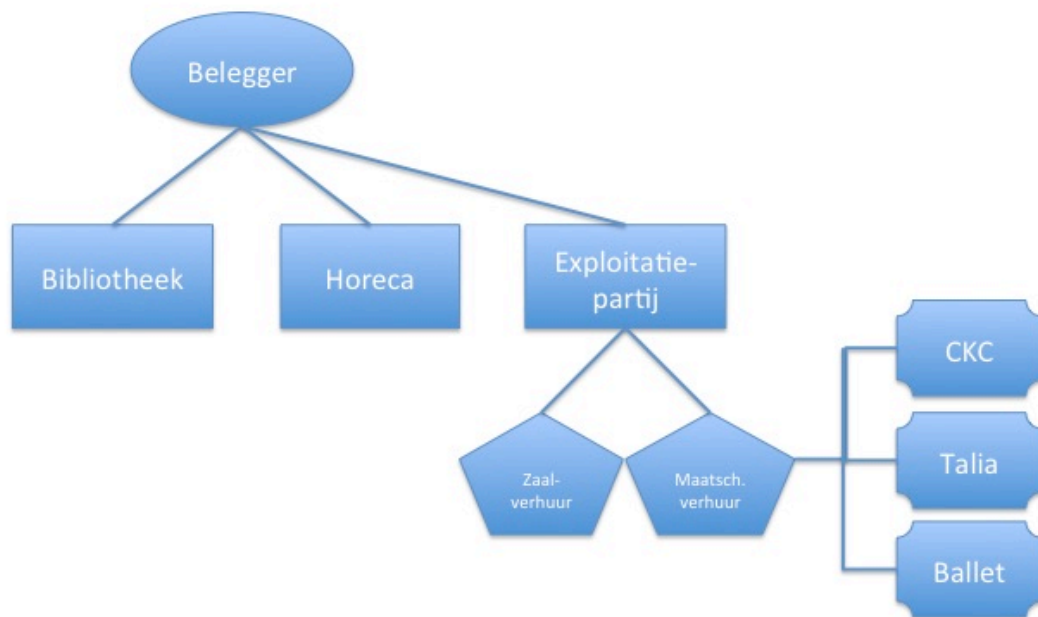 Belegger
Bibliotheek
Horeca
Exploitatie-
partij
CKC
Zaal-
verhuur
Maatsch.
verhuur
Talia
Ballet